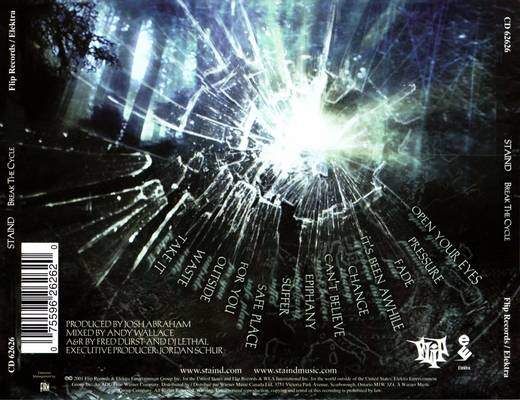 Flip Records / Elektra
STAIND
BREAK THE CYCLE
CD 62626
CD 62626
STAIND
BREAK THE CYCLE
Flip Records / Elektra
OPEN YOUR EYES
PRESSURE
FADE
IT'S BEEN AWHILE
CHANGE
CAN'T BELIEVE
EPIPHANY
SUFFER
SAFE PLACE
FOR YOU
OUTSIDE
WASTE
TAKE IT
0 75596 26262 0
PRODUCED BY JOSH ABRAHAM
MIXED BY ANDY WALLACE
A&R BY FRED DURST AND DJ LETHAL
EXECUTIVE PRODUCER: JORDAN SCHUR
FLIP
Elektra
www.staind.com www.staindmusic.com